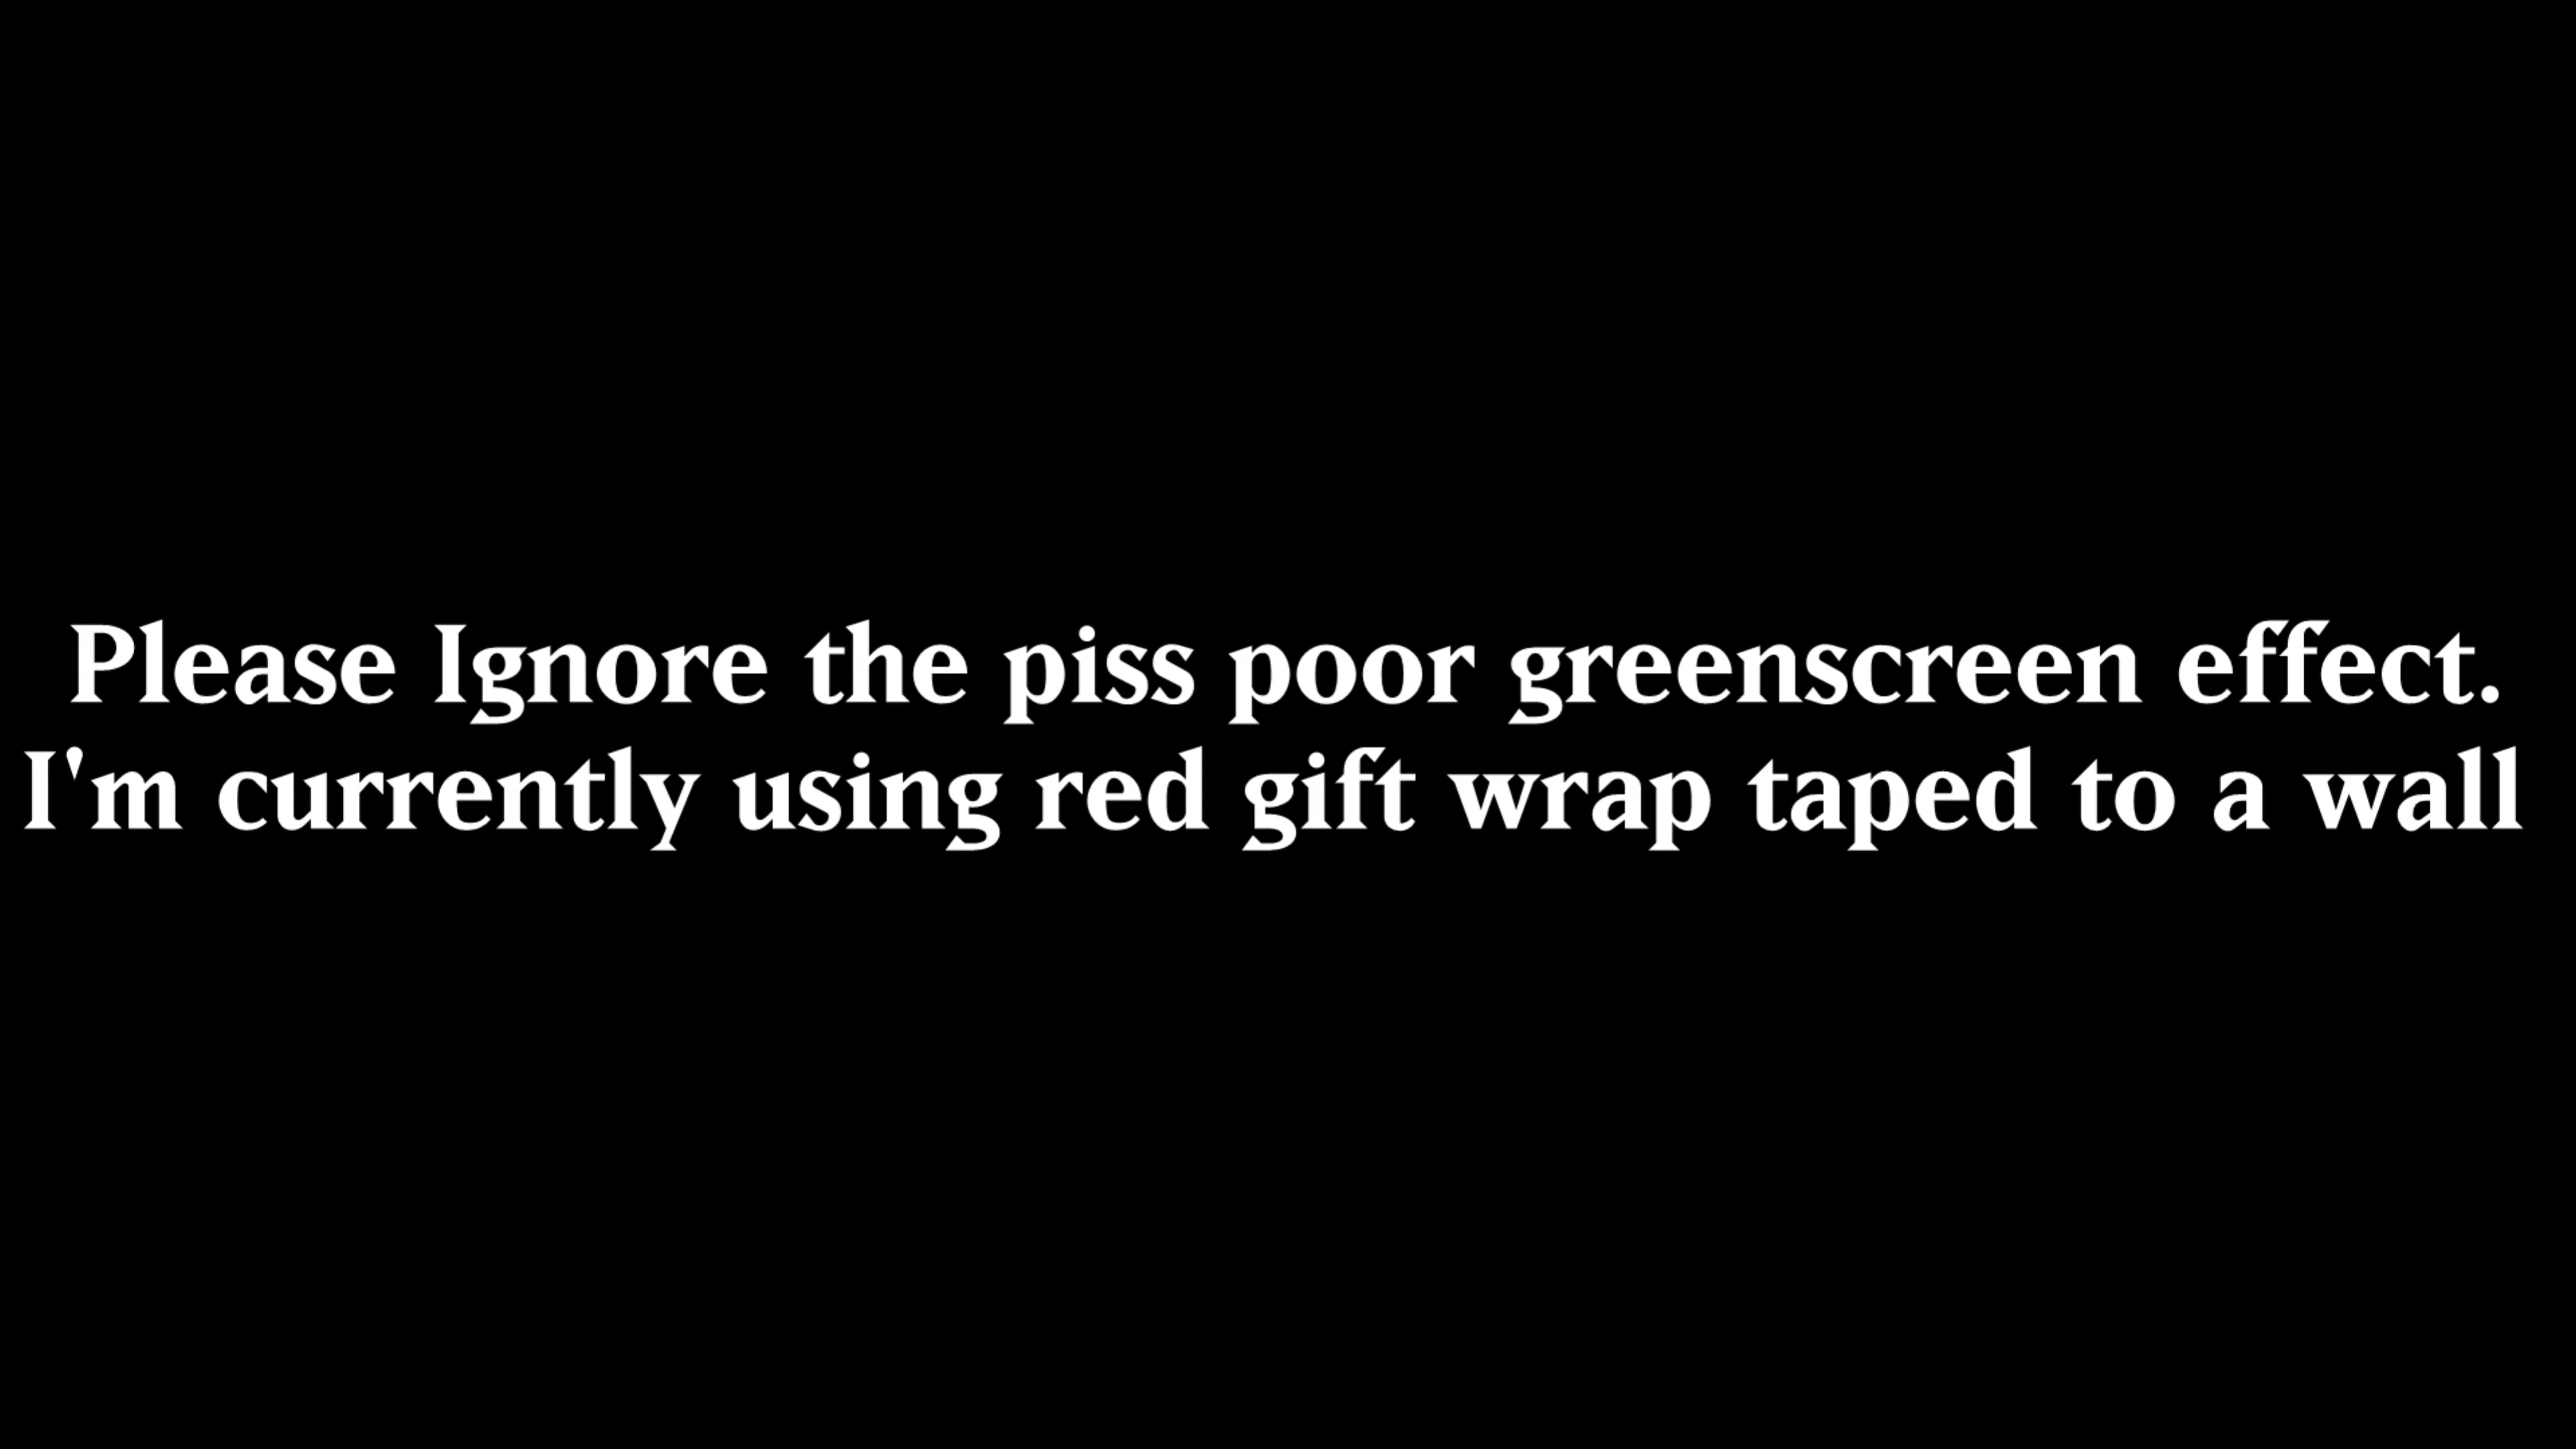 Please Ignore the piss poor greenscreen effect.
I'm currently using red gift wrap taped to a wall